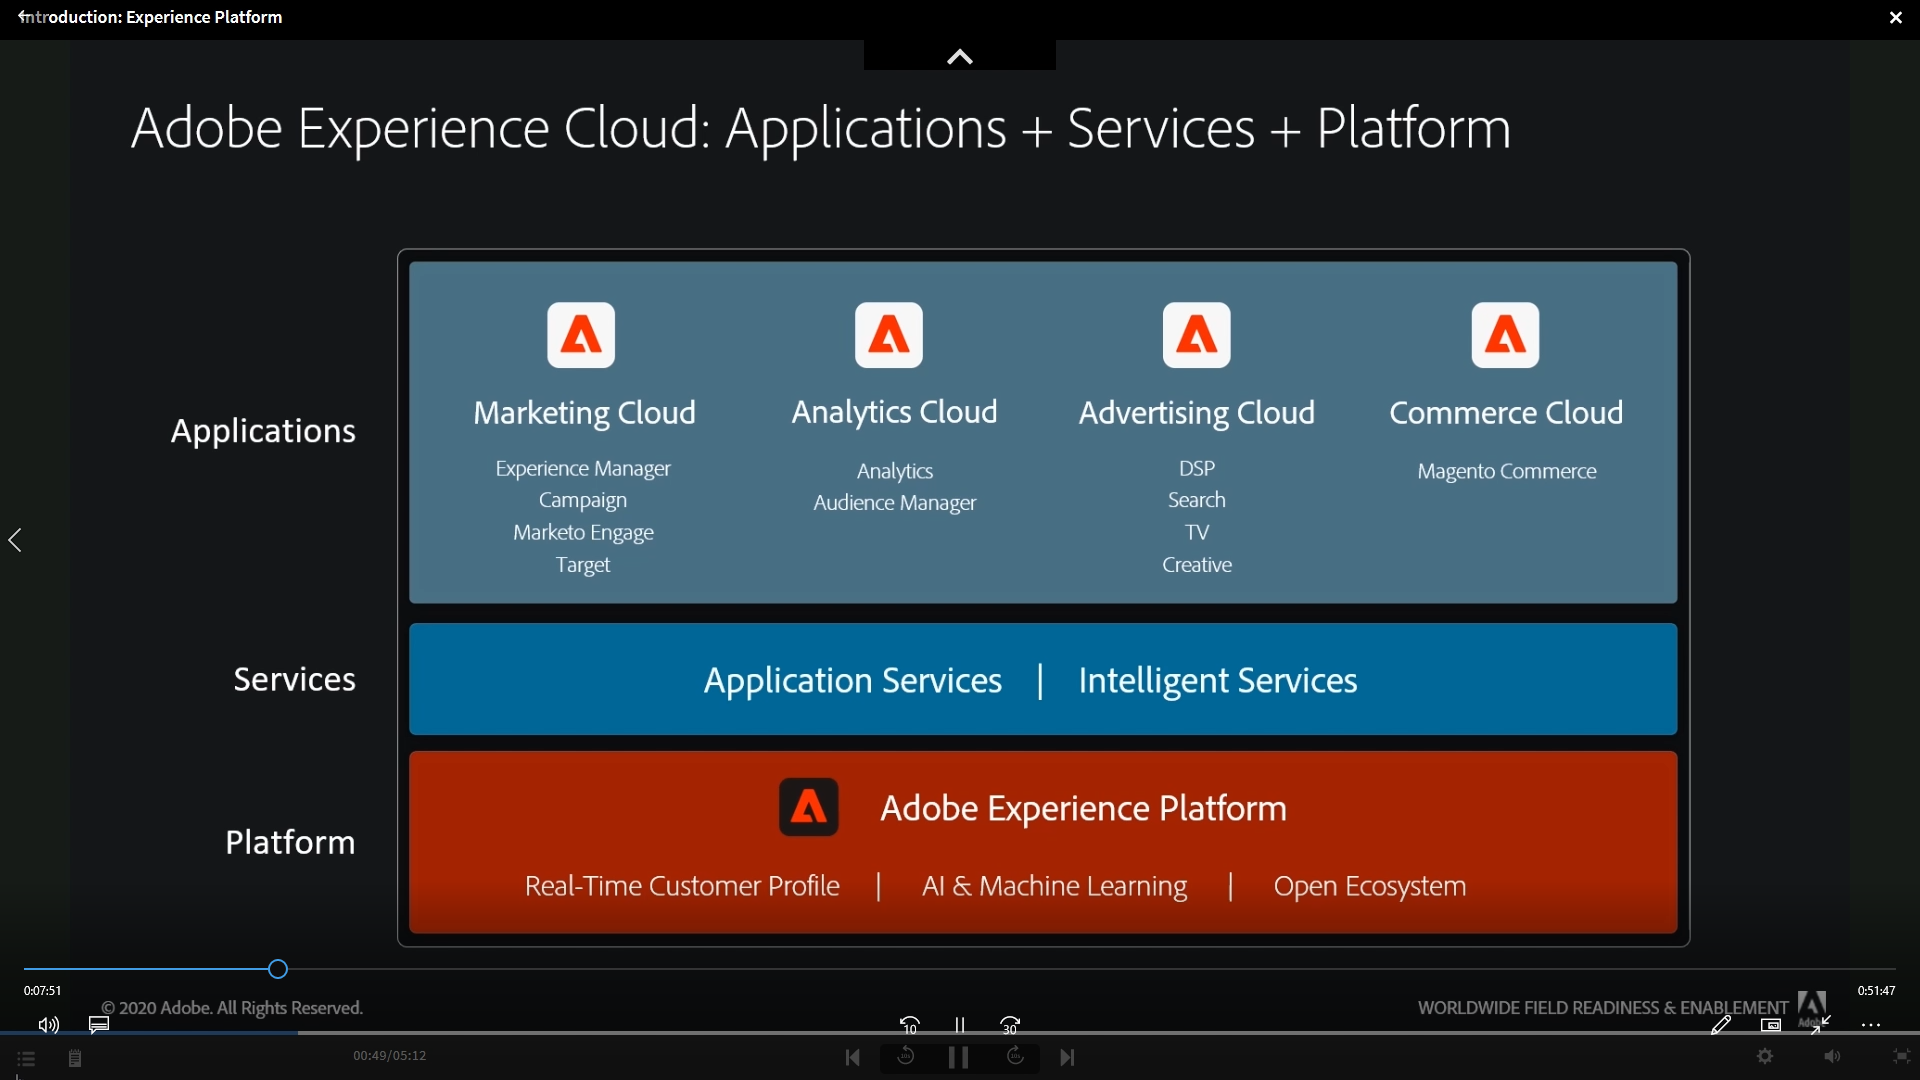 Introduction: Experience Platform
Adobe Experience Cloud: Applications + Services + Platform
Applications
Marketing Cloud
Experience Manager
Campaign
Marketo Engage
Target
Analytics Cloud
Analytics
Audience Manager
Advertising Cloud
DSP
Search
TV
Creative
Commerce Cloud
Magento Commerce
Services
Application Services | Intelligent Services
Platform
Adobe Experience Platform
Real-Time Customer Profile | AI & Machine Learning | Open Ecosystem
0:07:51
0:51:47
© 2020 Adobe. All Rights Reserved.
WORLDWIDE FIELD READINESS & ENABLEMENT
Adobe
10
30
00:49/05:12
10s
10s